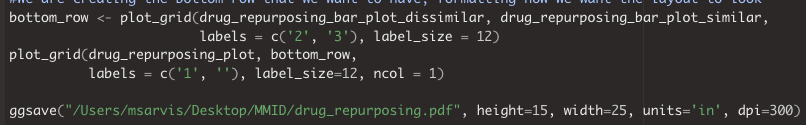 #we are creating the bottom row that we want to have, formatting how we want the layout to look
bottom_row <- plot_grid(drug_repurposing_bar_plot_dissimilar, drug_repurposing_bar_plot_similar,
labels = c('2', '3'), label_size = 12)
plot_grid(drug_repurposing_plot, bottom_row,
labels = c('1', ''), label_size=12, ncol = 1)
ggsave("/Users/msarvis/Desktop/MMID/drug_repurposing.pdf", height=15, width=25, units='in', dpi=300)